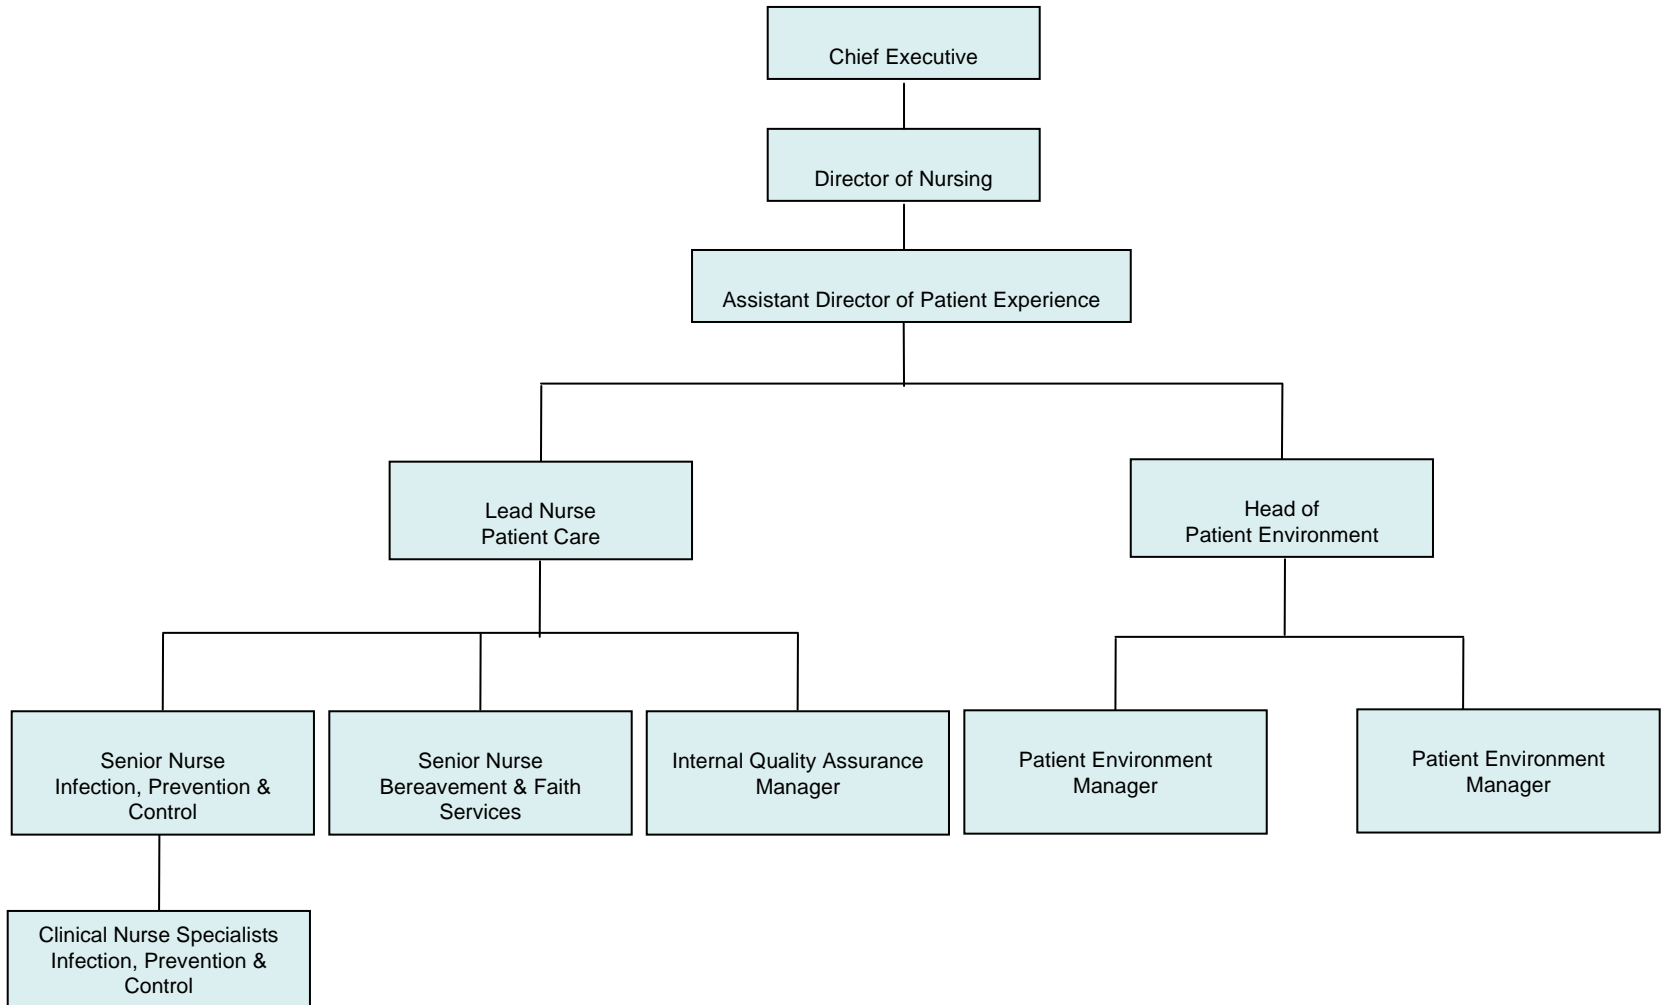 Chief Executive
Director of Nursing
Assistant Director of Patient Experience
Lead Nurse
Patient Care
Head of
Patient Environment
Senior Nurse
Infection, Prevention &
Control
Senior Nurse
Bereavement & Faith
Services
Internal Quality Assurance
Manager
Patient Environment
Manager
Patient Environment
Manager
Clinical Nurse Specialists
Infection, Prevention &
Control